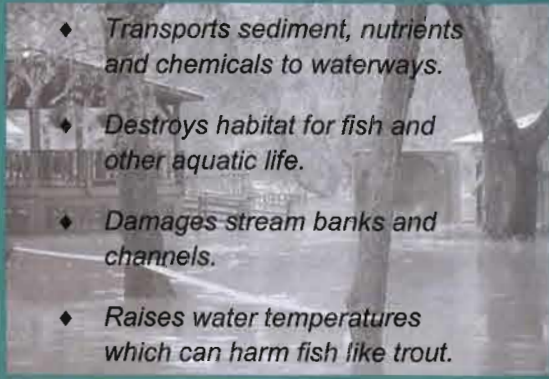 ♦ Transports sediment, nutrients
and chemicals to waterways.
♦ Destroys habitat for fish and
other aquatic life.
♦ Damages stream banks and
channels.
♦ Raises water temperatures
which can harm fish like trout.